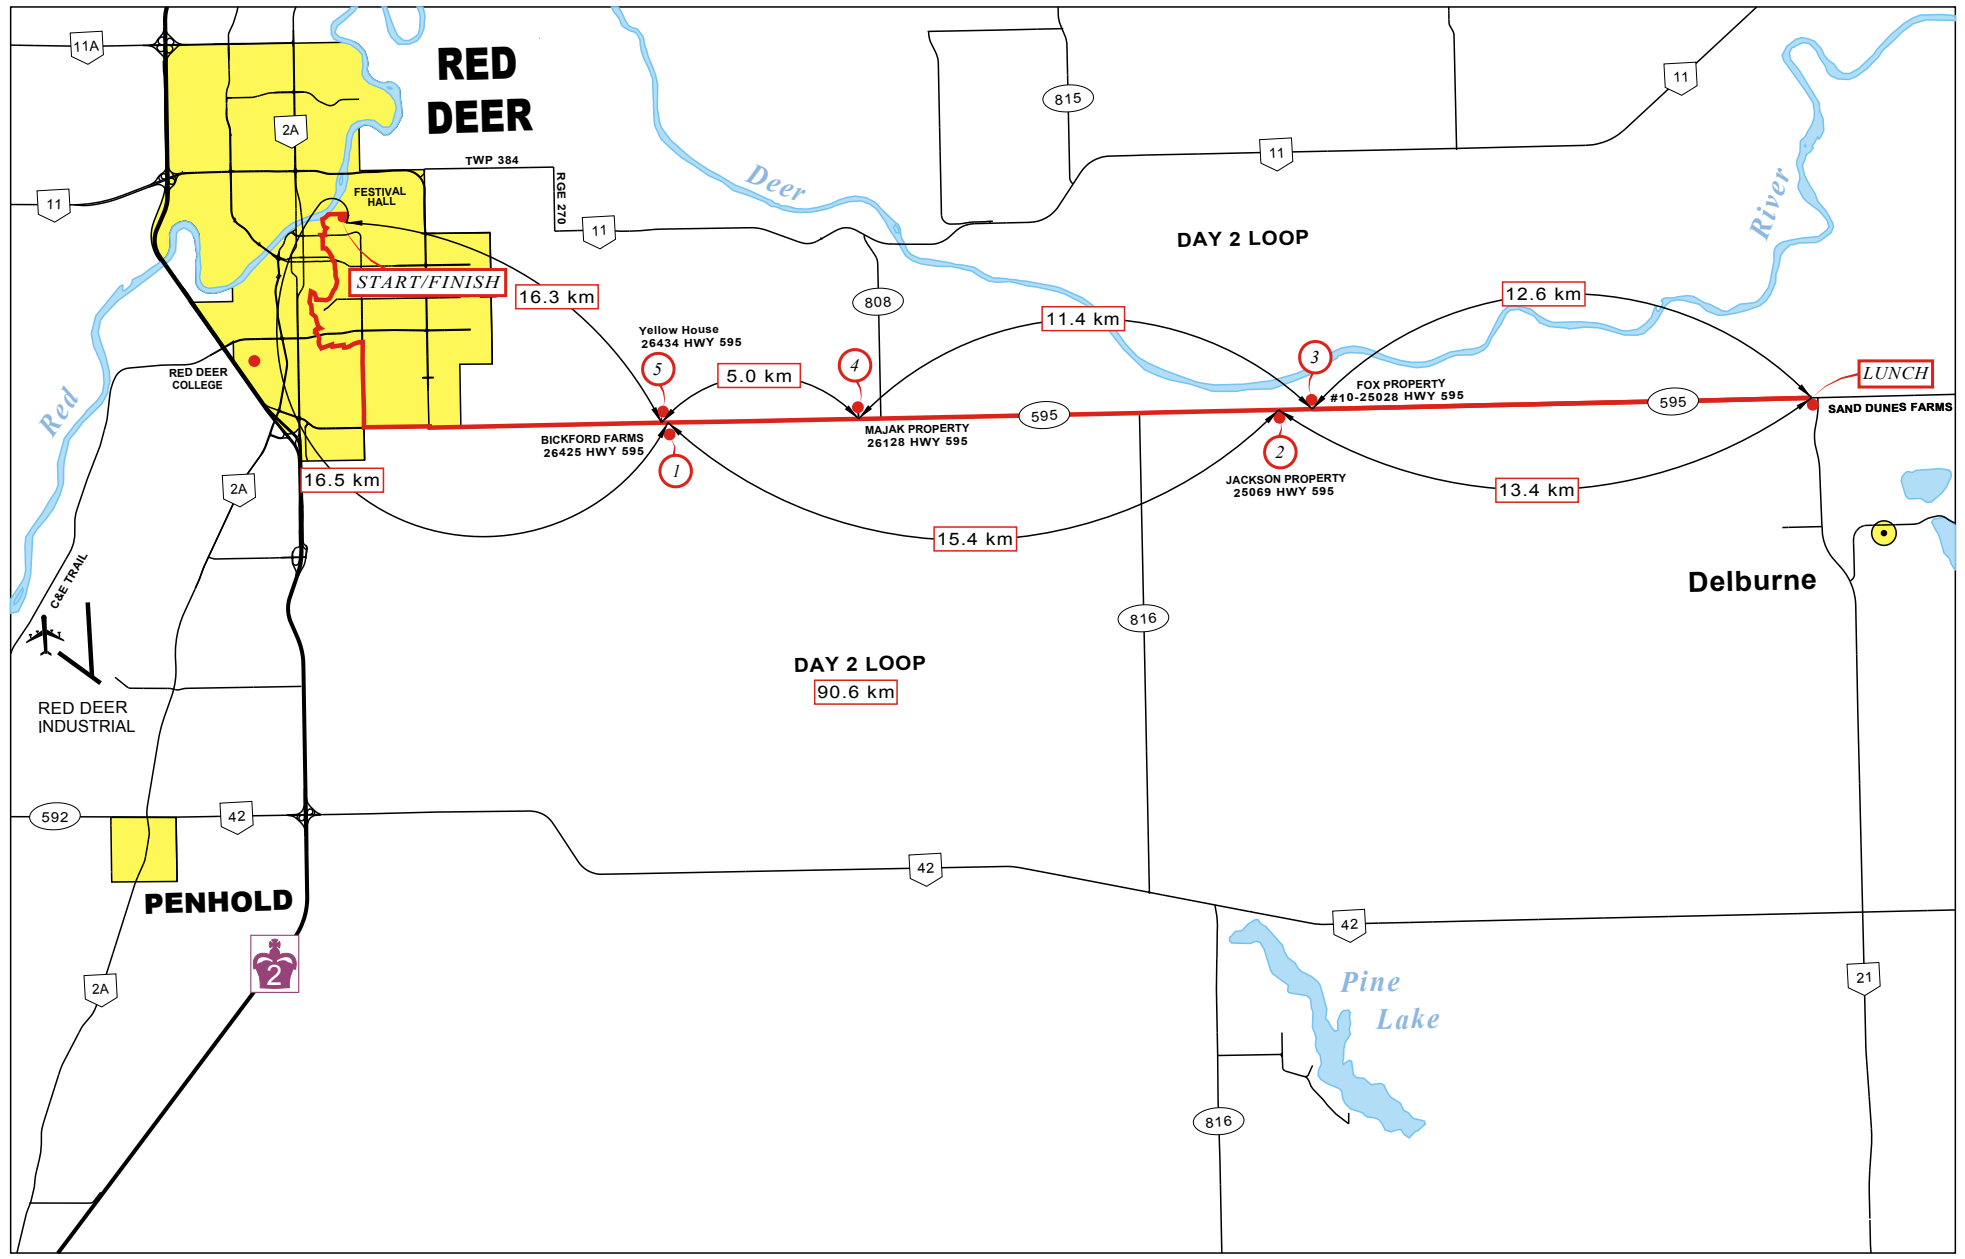 11A
RED
DEER
2A
815
11
11
TWP 384
Deer
FESTIVAL
HALL
RGE 270
11
11
River
DAY 2 LOOP
START/FINISH
16.3 km
808
12.6 km
11.4 km
Yellow House
26434 HWY 595
5
5.0 km
4
3
LUNCH
RED DEER
COLLEGE
Red
FOX PROPERTY
#10-25028 HWY 595
595
595
SAND DUNES FARMS
BICKFORD FARMS
26425 HWY 595
MAJAK PROPERTY
26128 HWY 595
1
2
JACKSON PROPERTY
25069 HWY 595
16.5 km
2A
13.4 km
15.4 km
C&E TRAIL
Delburne
816
RED DEER
INDUSTRIAL
DAY 2 LOOP
90.6 km
592
42
42
PENHOLD
42
2
2A
Pine
Lake
21
816